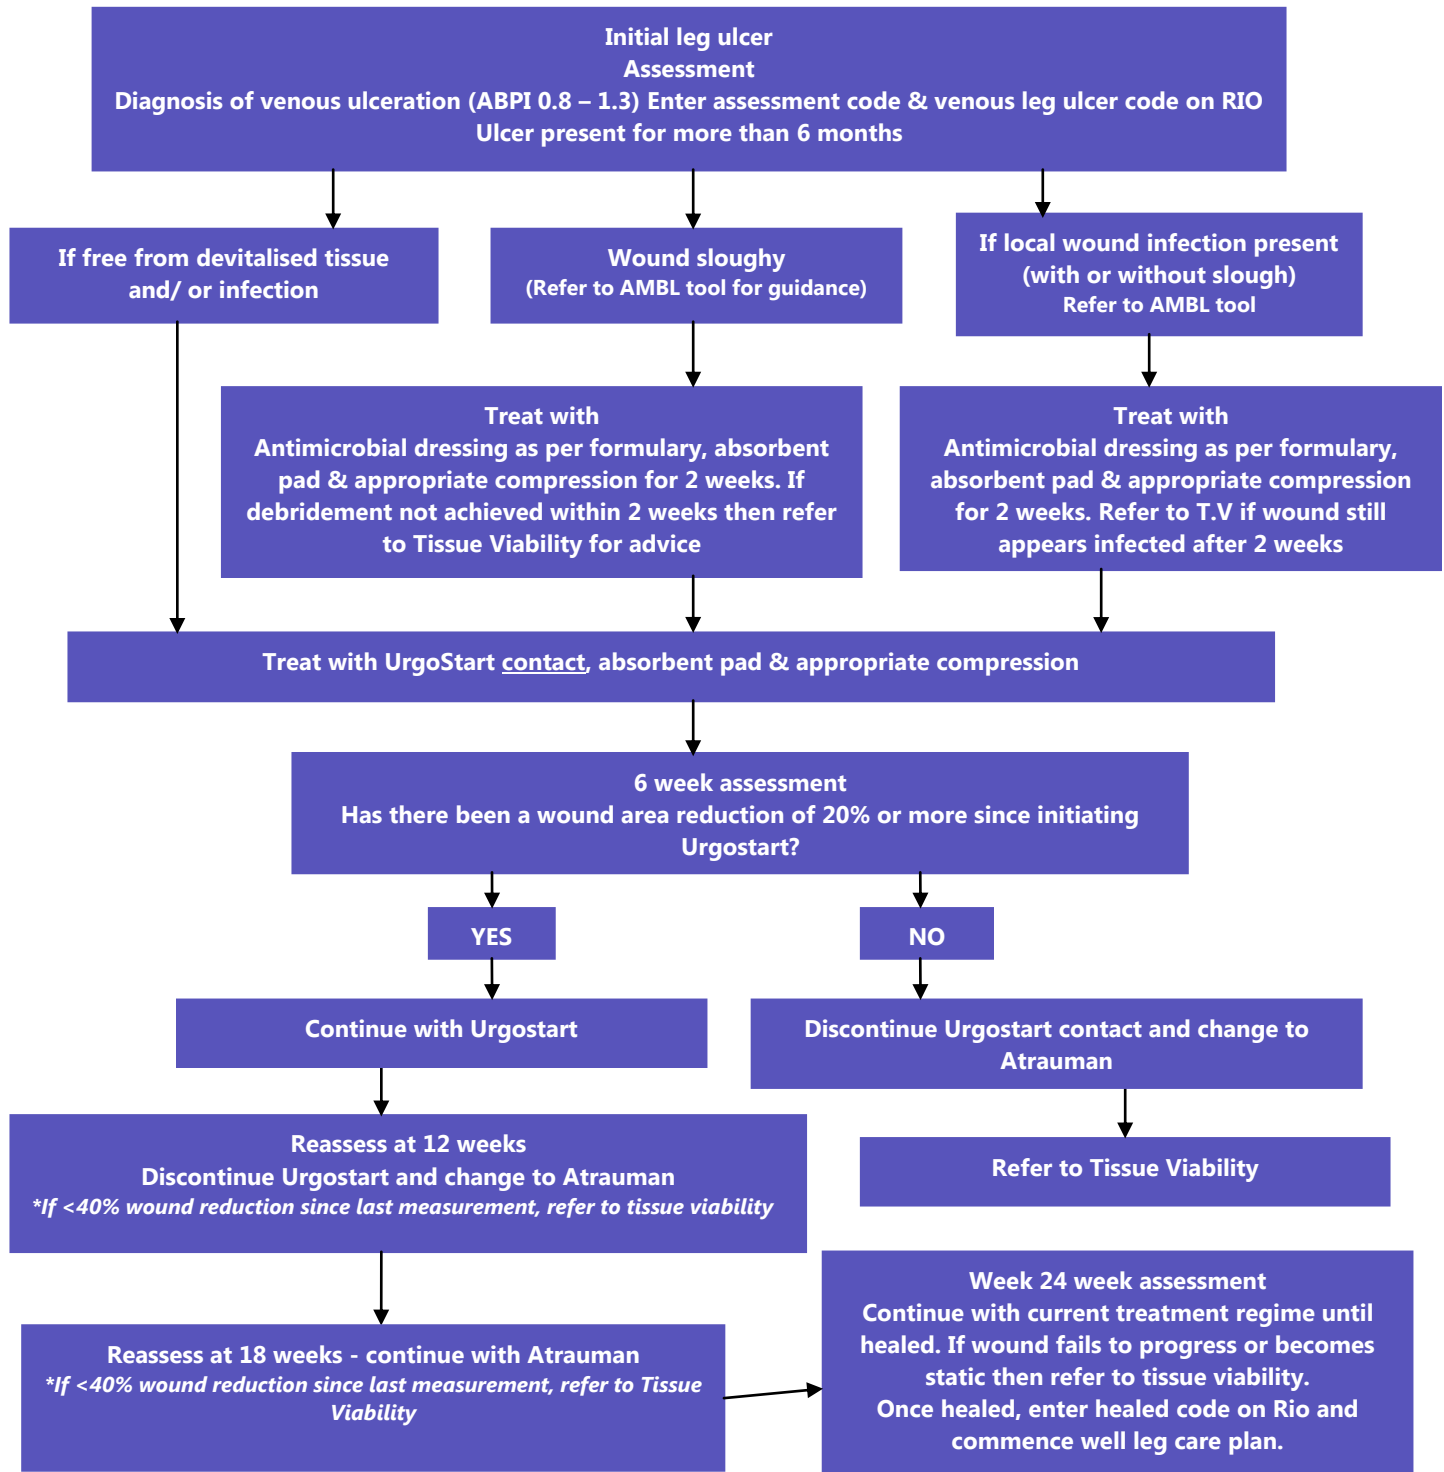 Initial leg ulcer
Assessment
Diagnosis of venous ulceration (ABPI 0.8 – 1.3) Enter assessment code & venous leg ulcer code on RIO
Ulcer present for more than 6 months
If free from devitalised tissue
and/ or infection
Wound sloughy
(Refer to AMBL tool for guidance)
If local wound infection present
(with or without slough)
Refer to AMBL tool
Treat with
Antimicrobial dressing as per formulary, absorbent
pad & appropriate compression for 2 weeks. If
debridement not achieved within 2 weeks then refer
to Tissue Viability for advice
Treat with
Antimicrobial dressing as per formulary,
absorbent pad & appropriate compression
for 2 weeks. Refer to T.V if wound still
appears infected after 2 weeks
Treat with UrgoStart contact, absorbent pad & appropriate compression
6 week assessment
Has there been a wound area reduction of 20% or more since initiating
Urgostart?
YES
NO
Continue with Urgostart
Discontinue Urgostart contact and change to
Atrauman
Reassess at 12 weeks
Discontinue Urgostart and change to Atrauman
*If <40% wound reduction since last measurement, refer to tissue viability
Refer to Tissue Viability
Reassess at 18 weeks - continue with Atrauman
*If <40% wound reduction since last measurement, refer to Tissue
Viability
Week 24 week assessment
Continue with current treatment regime until
healed. If wound fails to progress or becomes
static then refer to tissue viability.
Once healed, enter healed code on Rio and
commence well leg care plan.